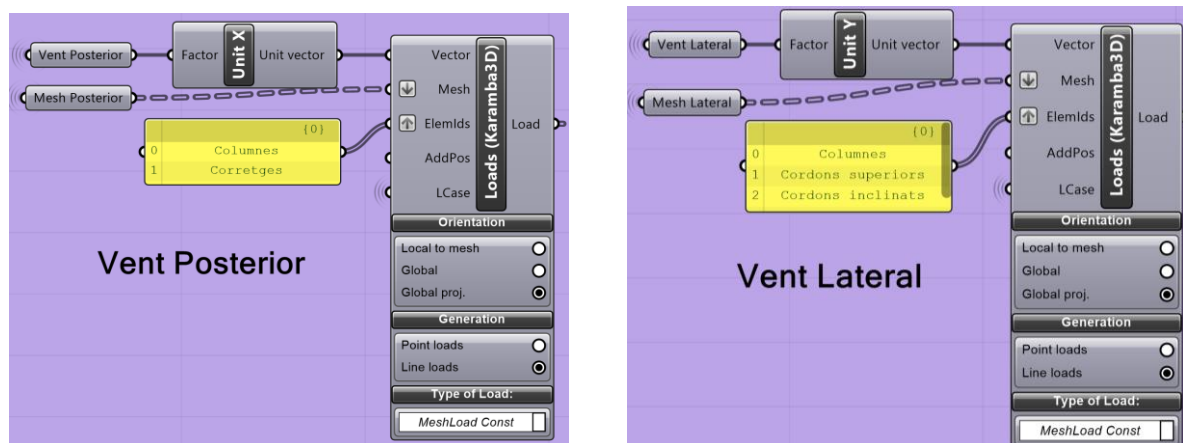 Vent Posterior
Factor
Unit X
Unit vector
Mesh Posterior
{0}
0 Columnes
1 Corretges
Vector
Mesh
ElemIds
AddPos
LCase
Loads (Karamba3D)
Load
Orientation
Local to mesh
Global
Global proj.
Generation
Point loads
Line loads
Type of Load:
MeshLoad Const
Vent Posterior
Vent Lateral
Factor
Unit Y
Unit vector
Mesh Lateral
{0}
0 Columnes
1 Cordons superiors
2 Cordons inclinats
Vector
Mesh
ElemIds
AddPos
LCase
Loads (Karamba3D)
Load
Orientation
Local to mesh
Global
Global proj.
Generation
Point loads
Line loads
Type of Load:
MeshLoad Const
Vent Lateral